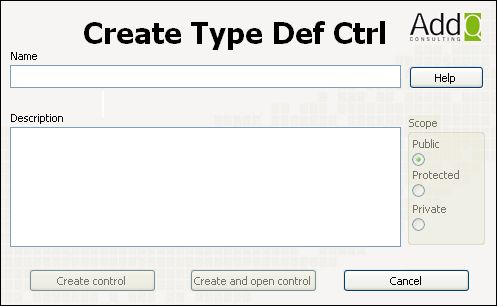 Create Type Def Ctrl
AddQ
CONSULTING
Name
Help
Description
Scope
Public
Protected
Private
Create control
Create and open control
Cancel